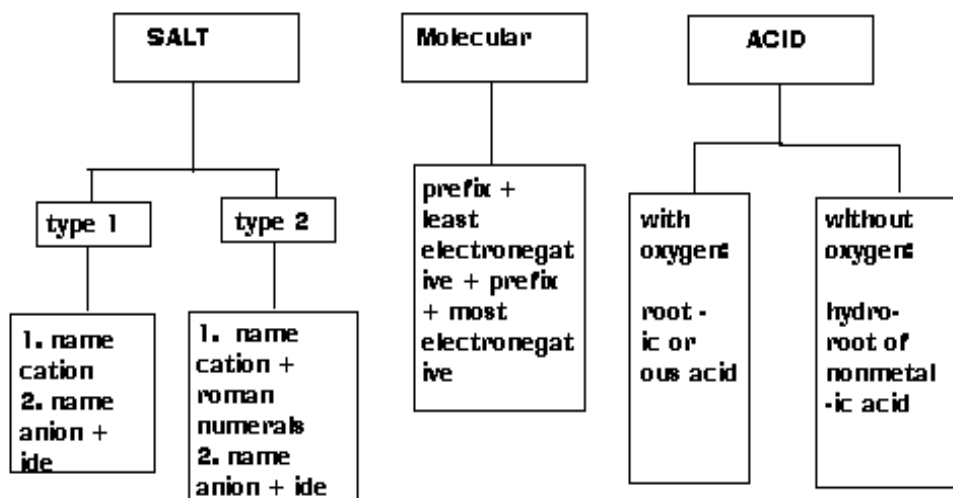 SALT
Molecular
ACID
type 1
type 2
1. name
cation
2. name
anion +
ide
1. name
cation +
roman
numerals
2. name
anion + ide
prefix +
least
electronegat
ive + prefix
+ most
electronegat
ive
with
oxygen:
root -
ic or
ous acid
without
oxygen:
hydro-
root of
nonmetal
-ic acid